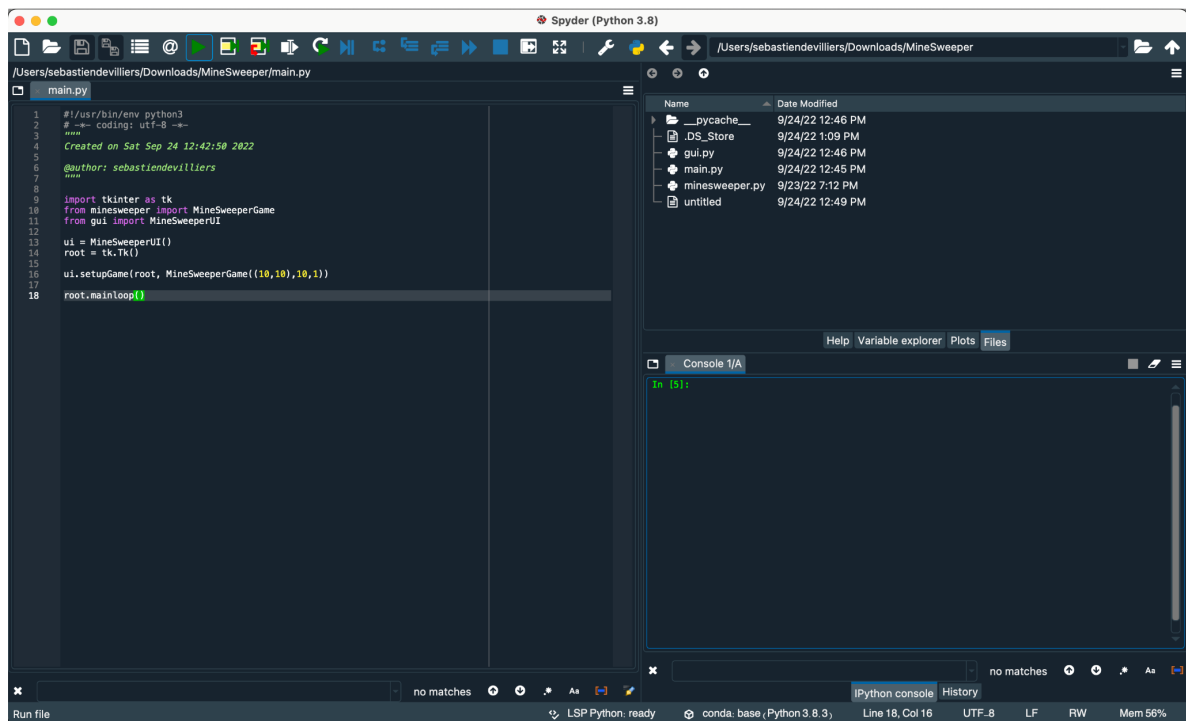 Spyder (Python 3.8)
/Users/sebastiendevilliers/Downloads/MineSweeper
/Users/sebastiendevilliers/Downloads/MineSweeper/main.py
main.py
1 #!/usr/bin/env python3
2 # -*- coding: utf-8 -*-
3 """
4 Created on Sat Sep 24 12:42:50 2022
5
6 @author: sebastiendevilliers
7 """
8
9 import tkinter as tk
10 from minesweeper import MineSweeperGame
11 from gui import MineSweeperUI
12
13 ui = MineSweeperUI()
14 root = tk.Tk()
15
16 ui.setupGame(root, MineSweeperGame((10,10),10,1))
17
18 root.mainloop()
no matches
.* Aa [-]
Run file
Name Date Modified
__pycache__ 9/24/22 12:46 PM
.DS_Store 9/24/22 1:09 PM
gui.py 9/24/22 12:46 PM
main.py 9/24/22 12:45 PM
minesweeper.py 9/23/22 7:12 PM
untitled 9/24/22 12:49 PM
Help Variable explorer Plots Files
Console 1/A
In [5]:
no matches
.* Aa [-]
IPython console History
LSP Python: ready conda: base (Python 3.8.3) Line 18, Col 16 UTF-8 LF RW Mem 56%